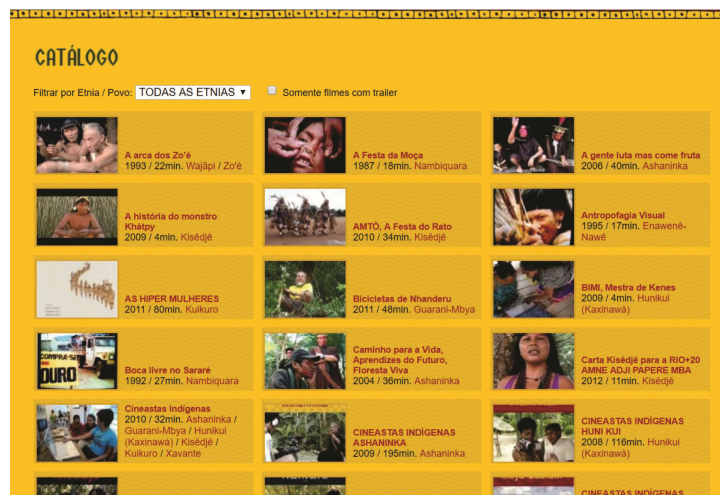 CATÁLOGO
Filtrar por Etnia / Povo: TODAS AS ETNIAS ▼ Somente filmes com trailer
A arca dos Zo'é
1993 / 22min. Wajãpi / Zo'é
A Festa da Moça
1987 / 18min. Nambiquara
A gente luta mas come fruta
2006 / 40min. Ashaninka
A história do monstro
Khátpy
2009 / 4min. Kisêdjê
AMTÔ, A Festa do Rato
2010 / 34min. Kisêdjê
Antropofagia Visual
1995 / 17min. Enawenê-
Nawê
AS HIPER MULHERES
2011 / 80min. Kuikuro
Bicicletas de Nhanderu
2011 / 48min. Guarani-Mbya
BIMI, Mestra de Kenes
2009 / 4min. Hunikui
(Kaxinawá)
COMPRA-SE
OURO
Boca livre no Sararé
1992 / 27min. Nambiquara
Caminho para a Vida,
Aprendizes do Futuro,
Floresta Viva
2004 / 36min. Ashaninka
Carta Kisêdjê para a RIO+20
AMNE ADJI PAPERE MBA
2012 / 11min. Kisêdjê
Cineastas Indígenas
2010 / 32min. Ashaninka /
Guarani-Mbya / Hunikui
(Kaxinawá) / Kisêdjê /
Kuikuro / Xavante
CINEASTAS INDÍGENAS
ASHANINKA
2009 / 195min. Ashaninka
CINEASTAS INDÍGENAS
HUNI KUI
2008 / 116min. Hunikui
(Kaxinawá)
CINEASTAS INDÍGENAS